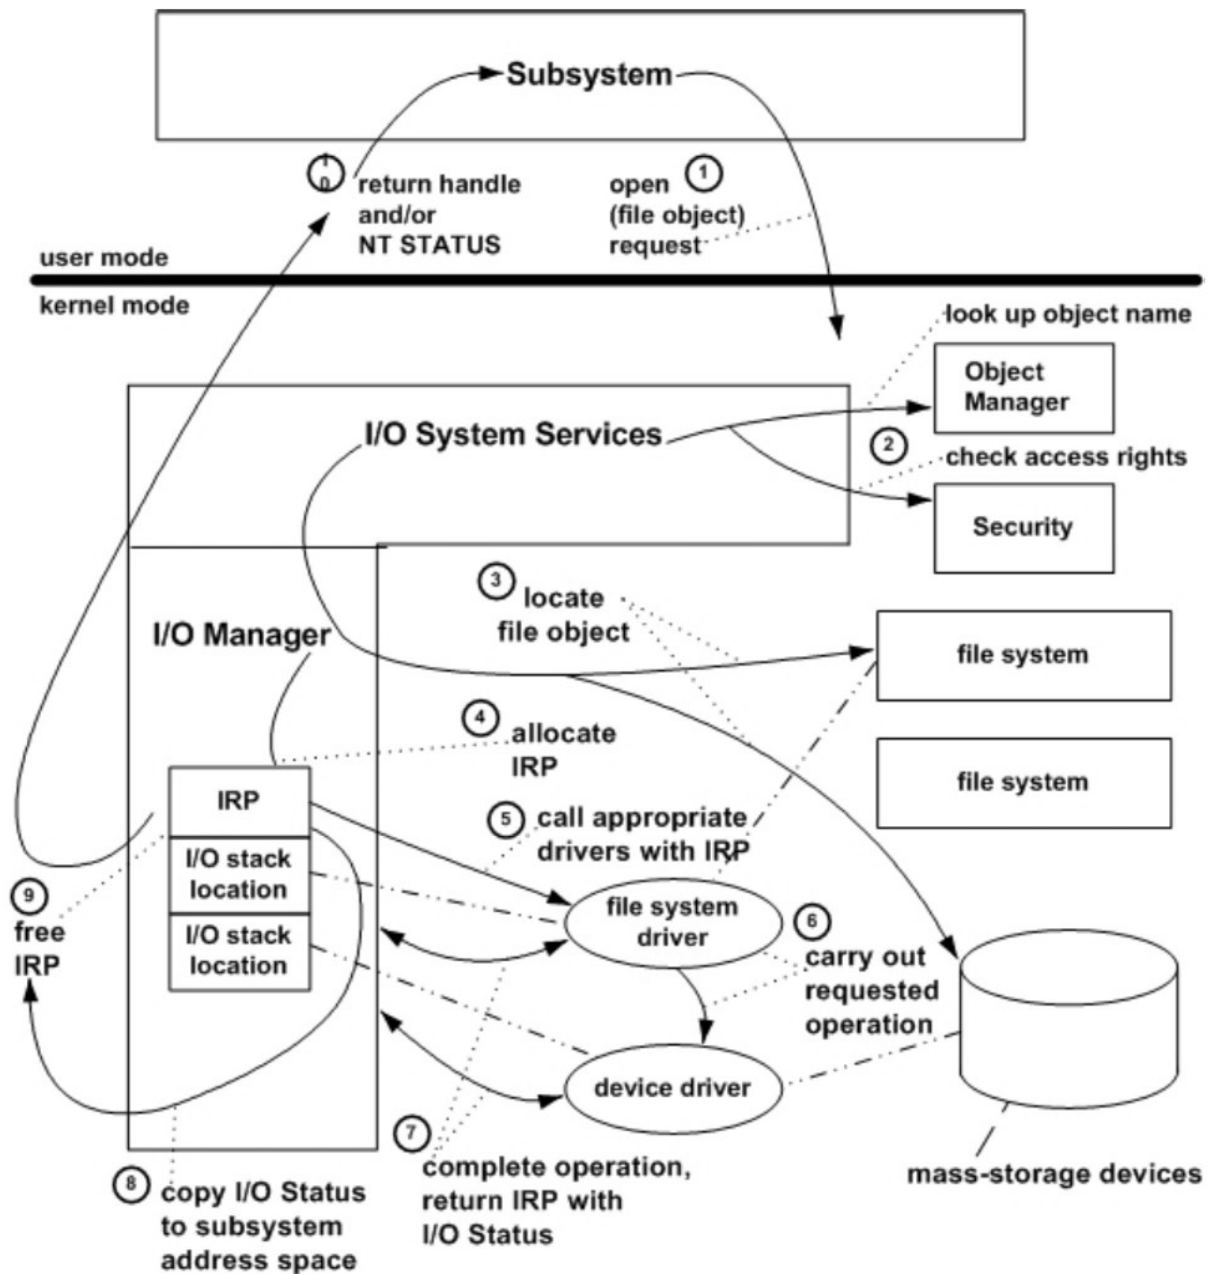 Subsystem
10
return handle
and/or
NT STATUS
1
open
(file object)
request
user mode
kernel mode
look up object name
Object
Manager
I/O System Services
2
check access rights
Security
3
locate
file object
I/O Manager
file system
4
allocate
IRP
file system
IRP
5
call appropriate
drivers with IRP
I/O stack
location
9
free
IRP
file system
driver
6
carry out
requested
operation
I/O stack
location
device driver
7
complete operation,
return IRP with
I/O Status
mass-storage devices
8
copy I/O Status
to subsystem
address space